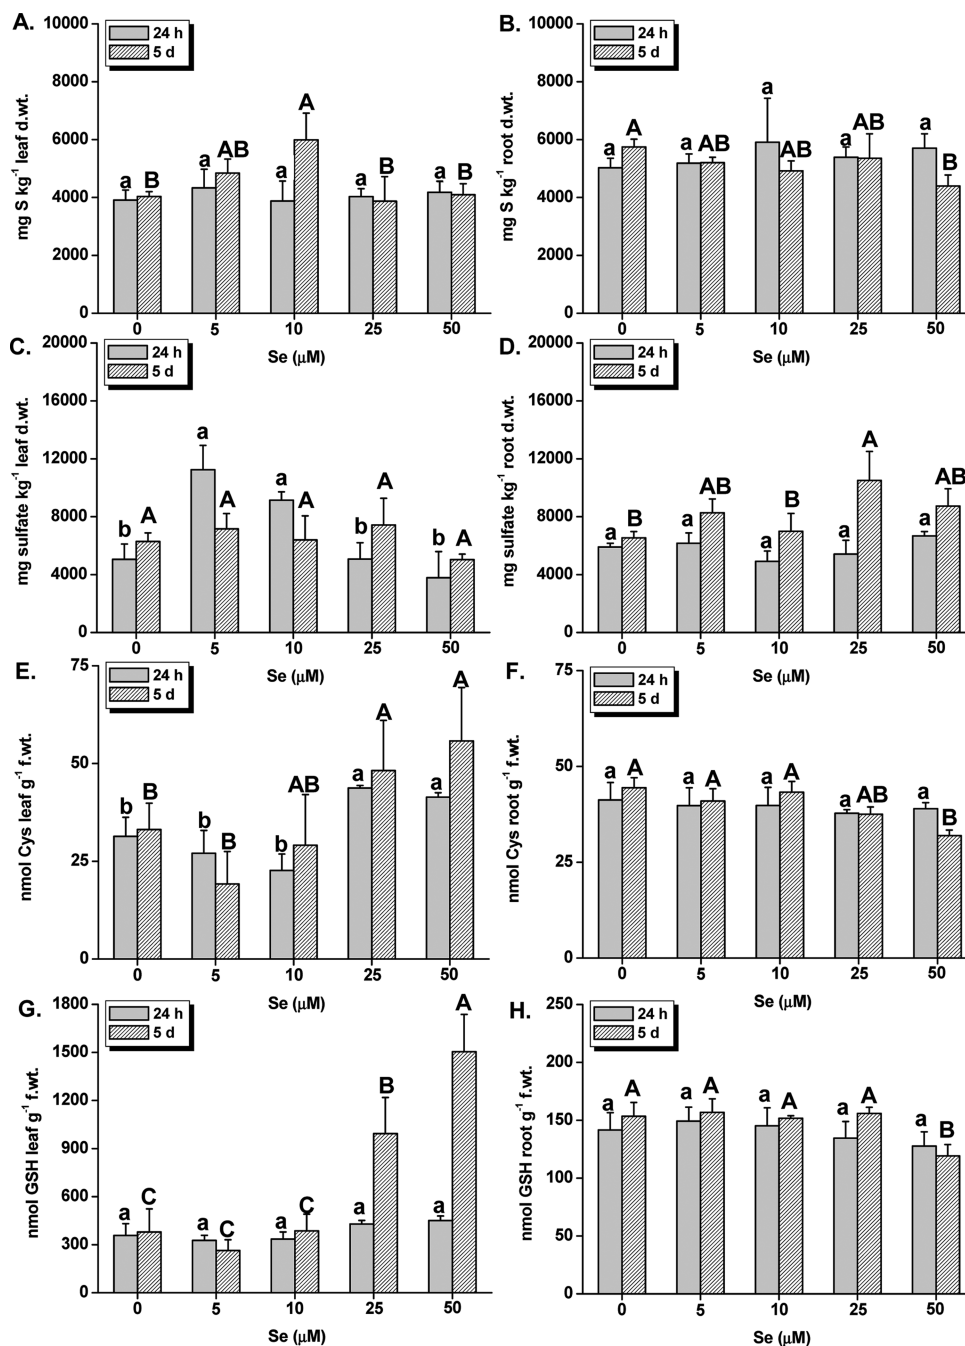 A.
24 h
5 d
mg S kg⁻¹ leaf d.wt.
10000
8000
6000
4000
2000
0
a B a AB a A a B a B
0 5 10 25 50
Se (μM)
B.
24 h
5 d
mg S kg⁻¹ root d.wt.
10000
8000
6000
4000
2000
0
a A a AB a AB a AB a B
0 5 10 25 50
Se (μM)
C.
24 h
5 d
mg sulfate kg⁻¹ leaf d.wt.
20000
16000
12000
8000
4000
0
b A a A a A b A b A
0 5 10 25 50
Se (μM)
D.
24 h
5 d
mg sulfate kg⁻¹ root d.wt.
20000
16000
12000
8000
4000
0
a B a AB a B a A a AB
0 5 10 25 50
Se (μM)
E.
24 h
5 d
nmol Cys leaf g⁻¹ f.wt.
75
50
25
0
b B b B b AB a A a A
0 5 10 25 50
Se (μM)
F.
24 h
5 d
nmol Cys root g⁻¹ f.wt.
75
50
25
0
a A a A a A a AB a B
0 5 10 25 50
Se (μM)
G.
24 h
5 d
nmol GSH leaf g⁻¹ f.wt.
1800
1500
1200
900
600
300
0
a C a C a C a B a A
0 5 10 25 50
Se (μM)
H.
24 h
5 d
nmol GSH root g⁻¹ f.wt.
250
200
150
100
50
0
a A a A a A a A a B
0 5 10 25 50
Se (μM)